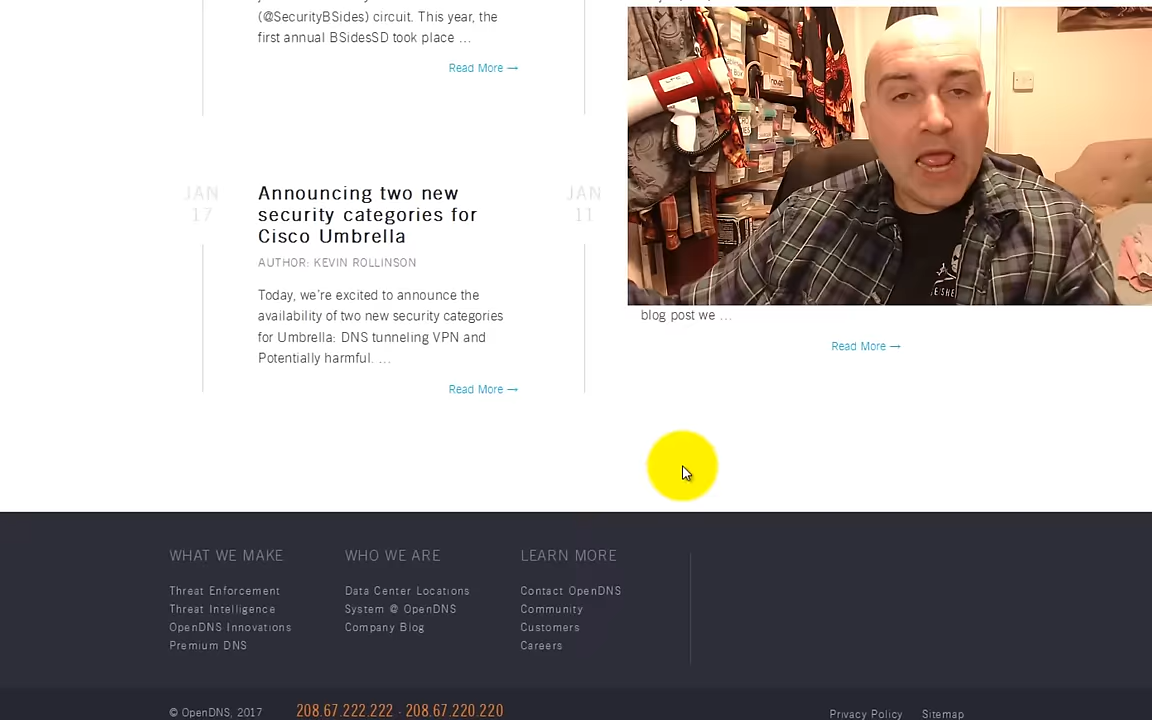 (@SecurityBSides) circuit. This year, the
first annual BSidesSD took place ...
Read More →
JAN
17
Announcing two new
security categories for
Cisco Umbrella
AUTHOR: KEVIN ROLLINSON
Today, we're excited to announce the
availability of two new security categories
for Umbrella: DNS tunneling VPN and
Potentially harmful. ...
Read More →
JAN
11
blog post we ...
Read More →
WHAT WE MAKE
Threat Enforcement
Threat Intelligence
OpenDNS Innovations
Premium DNS
WHO WE ARE
Data Center Locations
System @ OpenDNS
Company Blog
LEARN MORE
Contact OpenDNS
Community
Customers
Careers
© OpenDNS, 2017
208.67.222.222 - 208.67.220.220
Privacy Policy
Sitemap